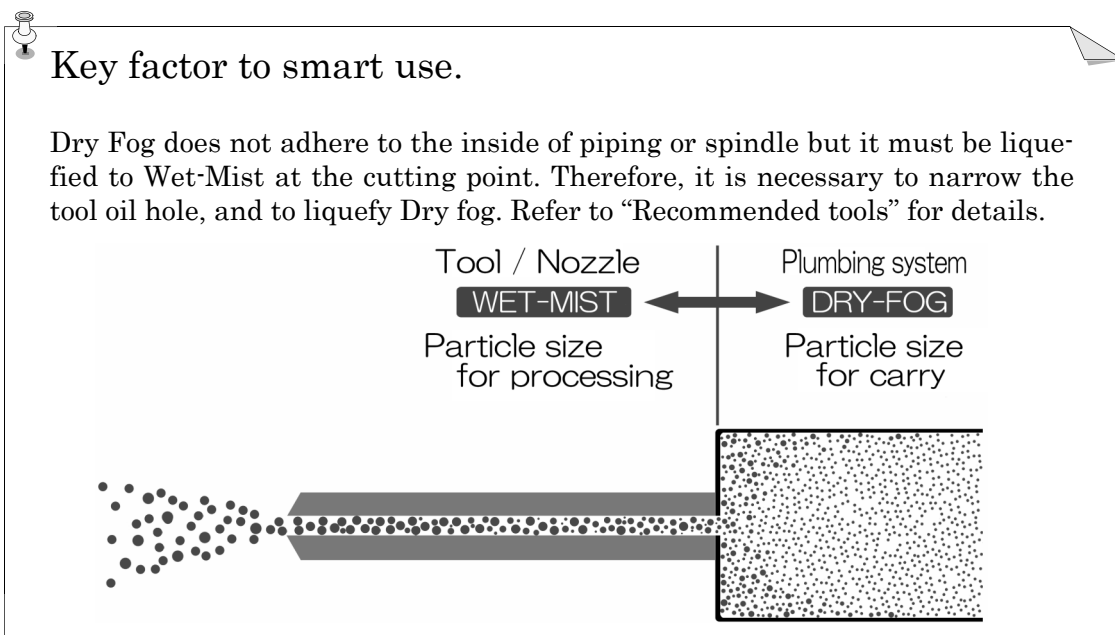 Key factor to smart use.
Dry Fog does not adhere to the inside of piping or spindle but it must be lique-
fied to Wet-Mist at the cutting point. Therefore, it is necessary to narrow the
tool oil hole, and to liquefy Dry fog. Refer to “Recommended tools” for details.
Tool / Nozzle
WET-MIST
Particle size
for processing
Plumbing system
DRY-FOG
Particle size
for carry